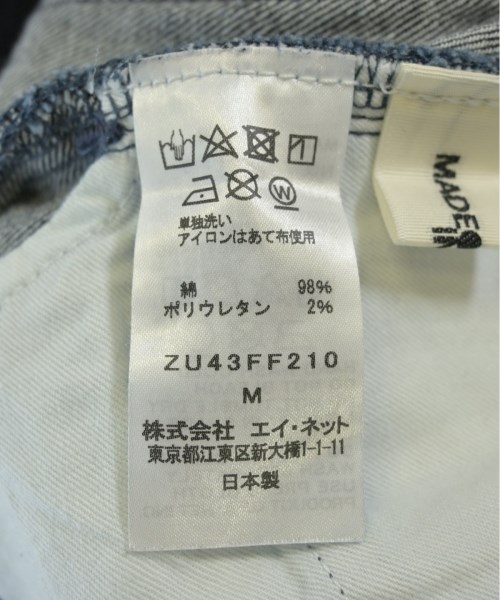 単独洗い
アイロンはあて布使用
綿 98%
ポリウレタン 2%
ZU43FF210
M
株式会社 エイ・ネット
東京都江東区新大橋1-1-11
日本製
MADE